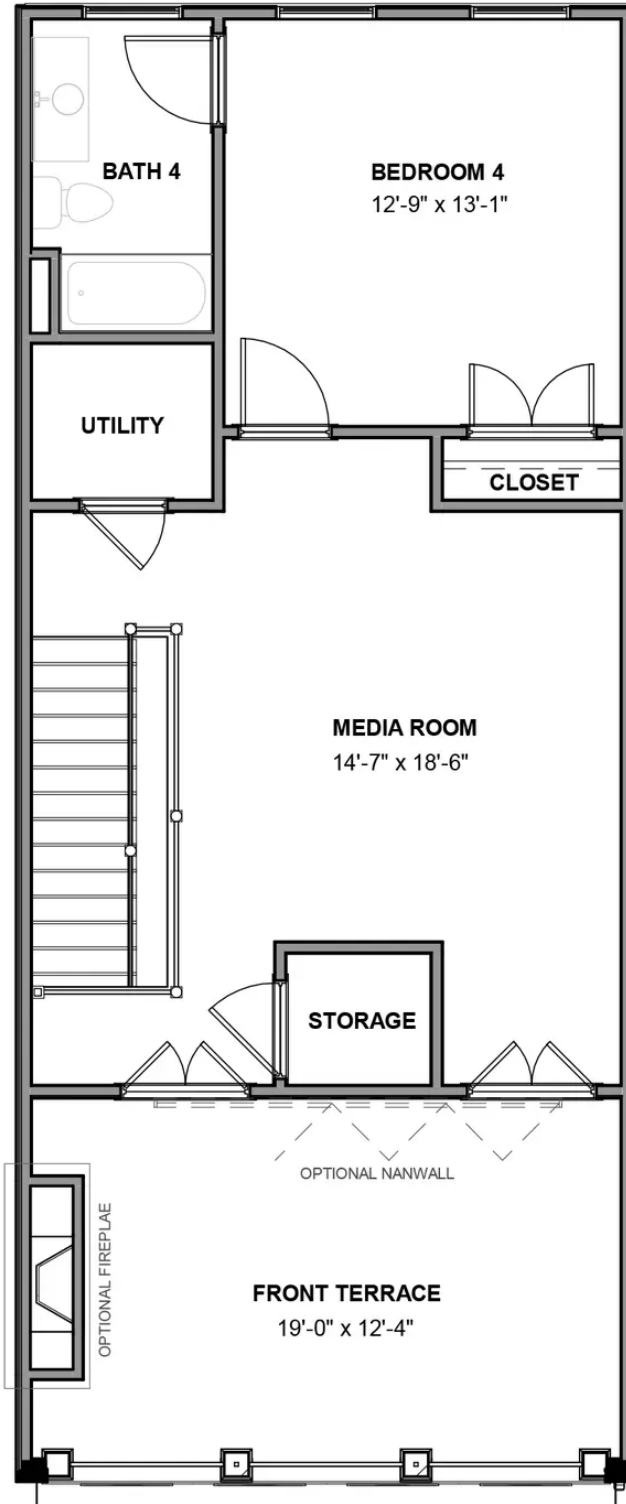 BATH 4
BEDROOM 4
12'-9" x 13'-1"
UTILITY
CLOSET
MEDIA ROOM
14'-7" x 18'-6"
STORAGE
OPTIONAL NANWALL
OPTIONAL FIREPLAE
FRONT TERRACE
19'-0" x 12'-4"